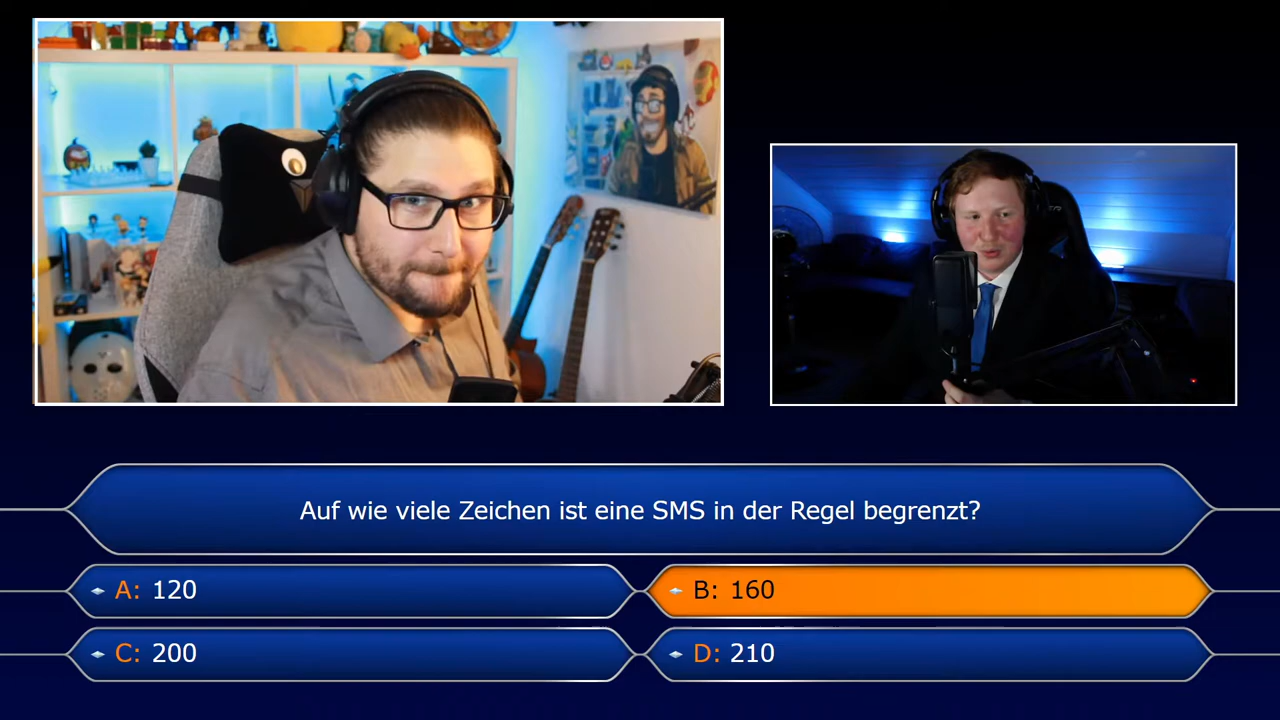 Auf wie viele Zeichen ist eine SMS in der Regel begrenzt?
A: 120
B: 160
C: 200
D: 210